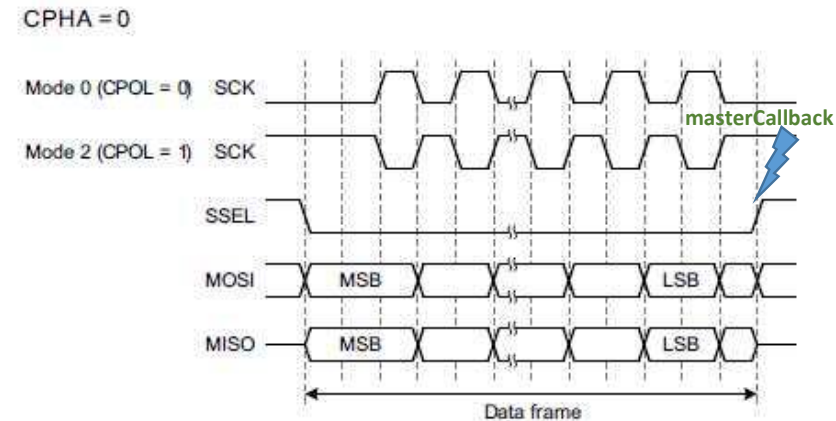 CPHA = 0
Mode 0 (CPOL = 0) SCK
masterCallback
Mode 2 (CPOL = 1) SCK
SSEL
MOSI MSB LSB
MISO MSB LSB
Data frame